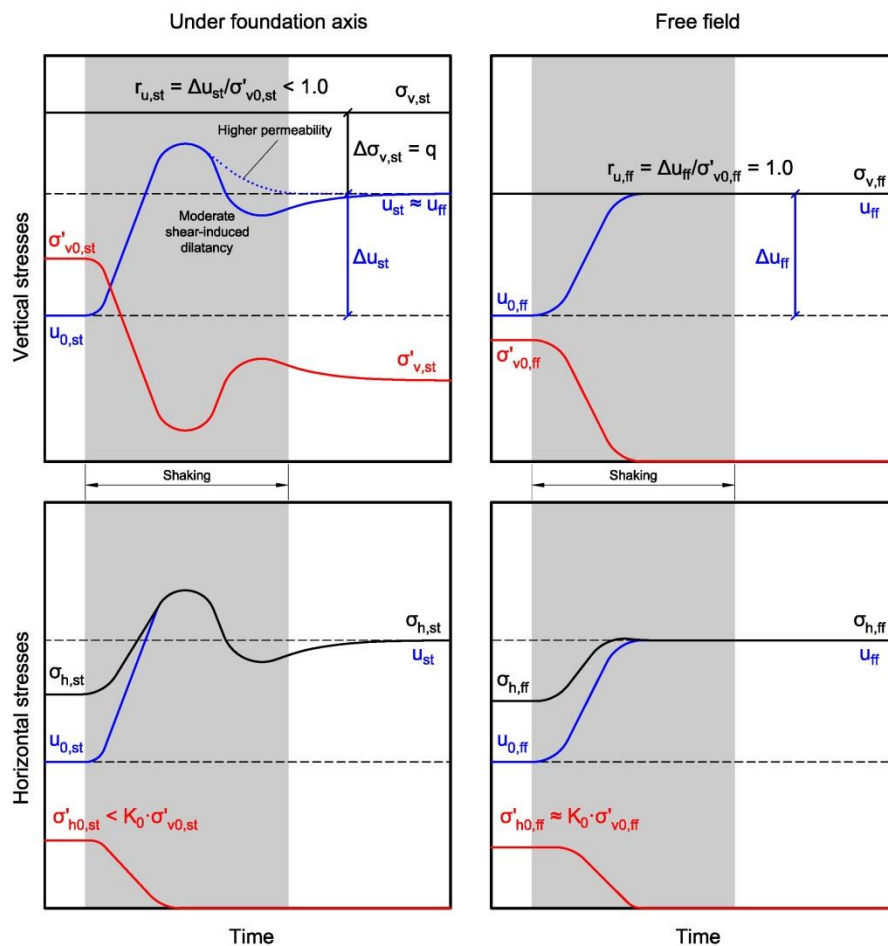 Under foundation axis
Free field
Vertical stresses
r_u,st = Δu_st/σ'_v0,st < 1.0
σ_v,st
Higher permeability
Δσ_v,st = q
u_st ≈ u_ff
Moderate
shear-induced
dilatancy
σ'_v0,st
Δu_st
u_0,st
σ'_v,st
r_u,ff = Δu_ff/σ'_v0,ff = 1.0
σ_v,ff
u_ff
Δu_ff
u_0,ff
σ'_v0,ff
Shaking
Shaking
Horizontal stresses
σ_h,st
u_st
σ_h,st
u_0,st
σ'_h0,st < K_0·σ'_v0,st
σ_h,ff
u_ff
σ_h,ff
u_0,ff
σ'_h0,ff ≈ K_0·σ'_v0,ff
Time
Time